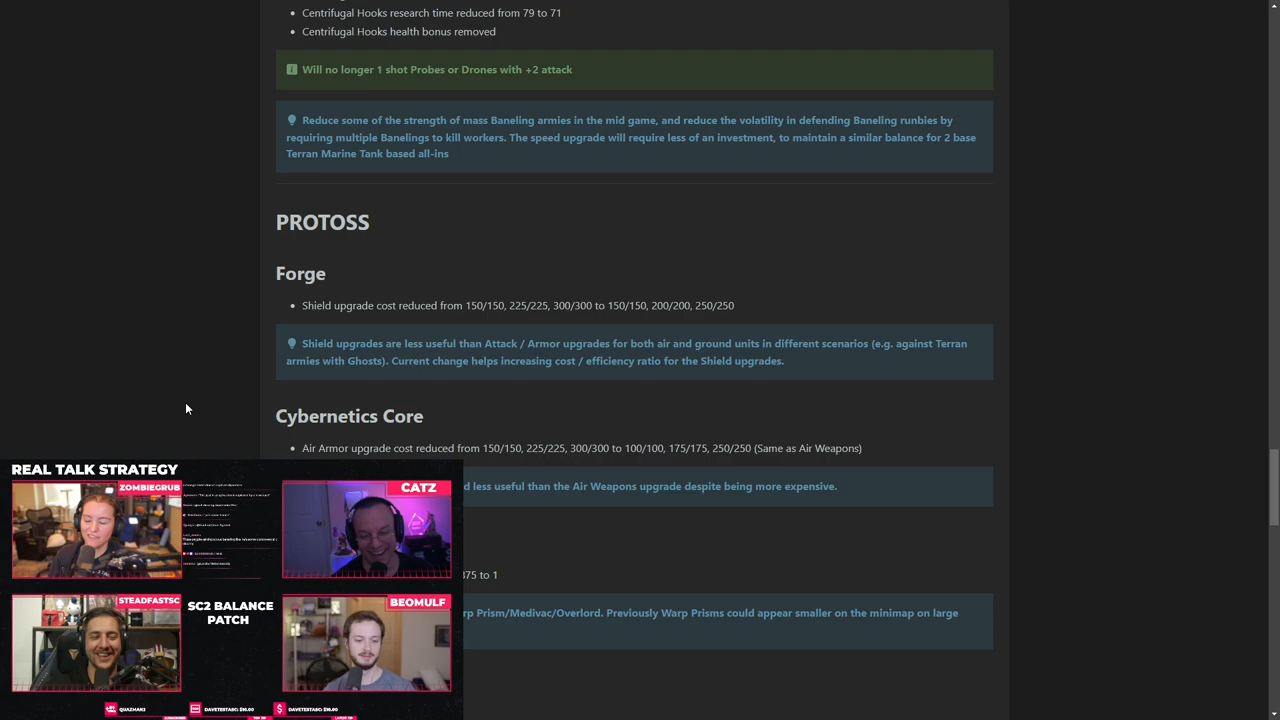 Centrifugal Hooks research time reduced from 79 to 71
Centrifugal Hooks health bonus removed
Will no longer 1 shot Probes or Drones with +2 attack
Reduce some of the strength of mass Baneling armies in the mid game, and reduce the volatility in defending Baneling runbies by
requiring multiple Banelings to kill workers. The speed upgrade will require less of an investment, to maintain a similar balance for 2 base
Terran Marine Tank based all-ins
PROTOSS
Forge
Shield upgrade cost reduced from 150/150, 225/225, 300/300 to 150/150, 200/200, 250/250
Shield upgrades are less useful than Attack / Armor upgrades for both air and ground units in different scenarios (e.g. against Terran
armies with Ghosts). Current change helps increasing cost / efficiency ratio for the Shield upgrades.
Cybernetics Core
Air Armor upgrade cost reduced from 150/150, 225/225, 300/300 to 100/100, 175/175, 250/250 (Same as Air Weapons)
d less useful than the Air Weapons upgrade despite being more expensive.
375 to 1
rp Prism/Medivac/Overlord. Previously Warp Prisms could appear smaller on the minimap on large
REAL TALK STRATEGY
ZOMBIEGRUB
CATZ
STEADFASTSC
SC2 BALANCE
PATCH
BEOMULF